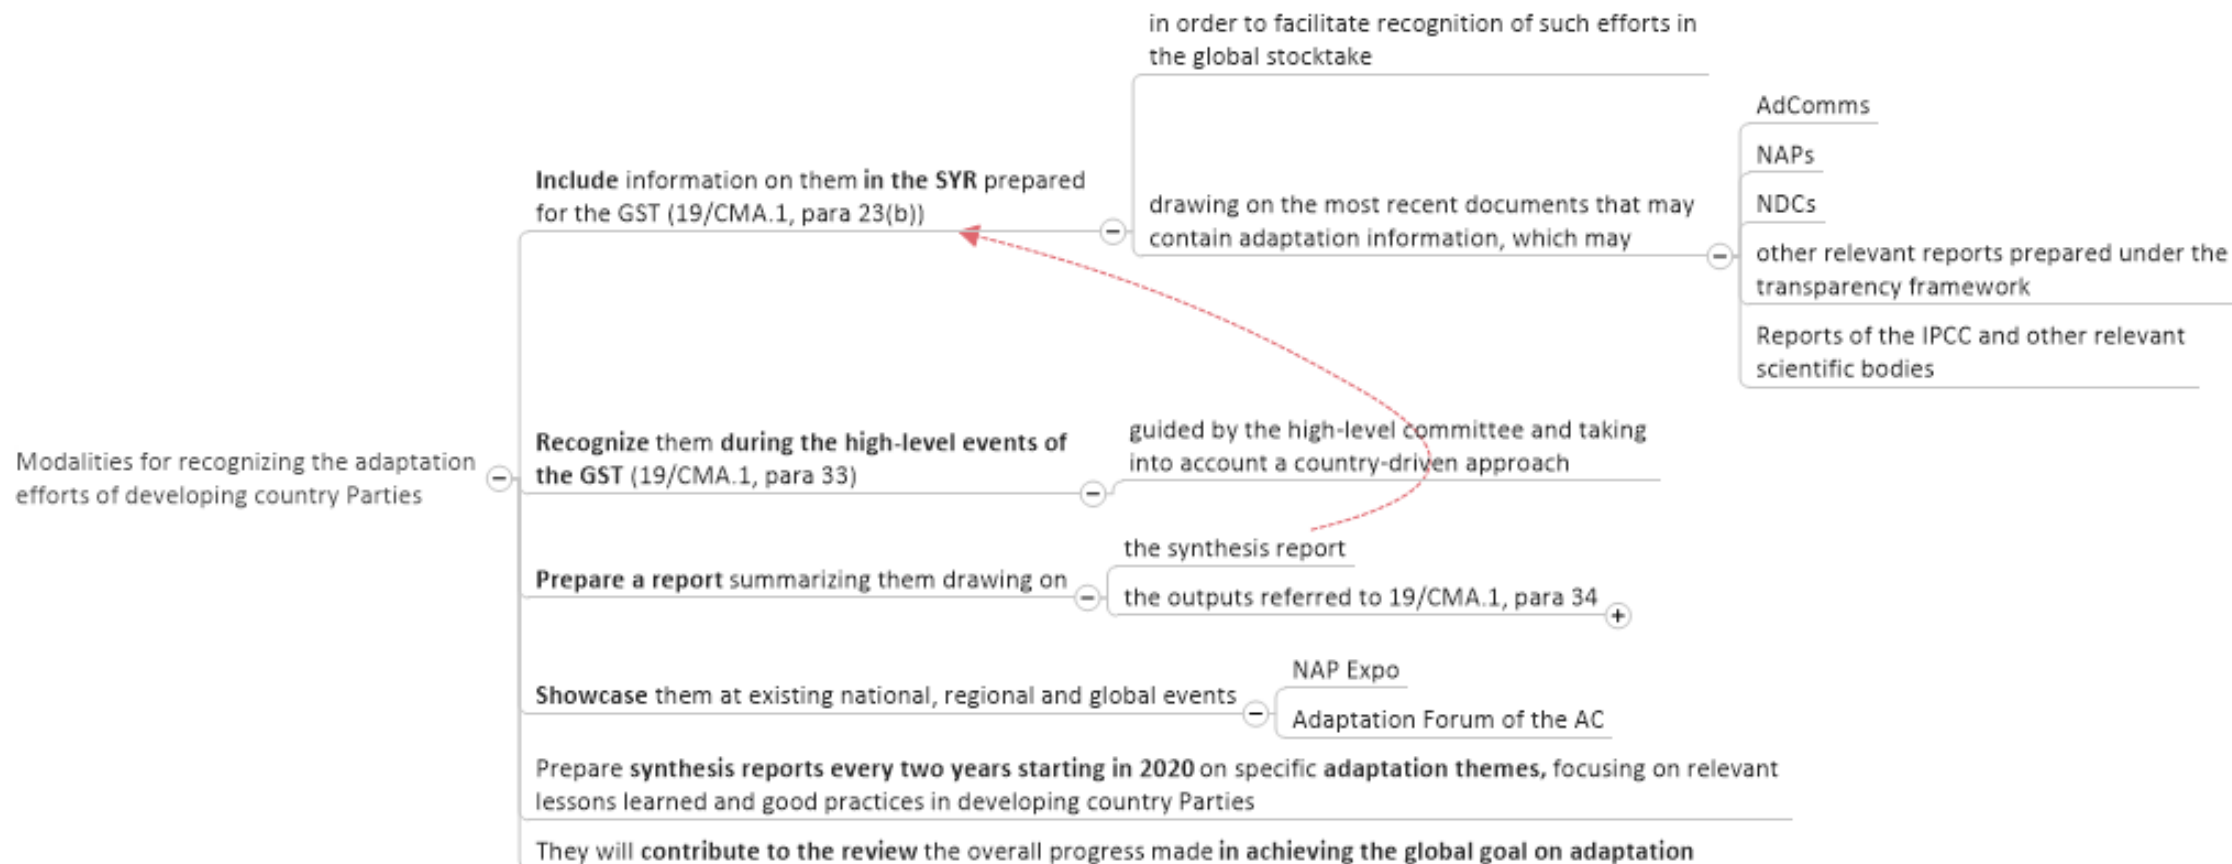 Modalities for recognizing the adaptation
efforts of developing country Parties
Include information on them in the SYR prepared
for the GST (19/CMA.1, para 23(b))
in order to facilitate recognition of such efforts in
the global stocktake
drawing on the most recent documents that may
contain adaptation information, which may
AdComms
NAPs
NDCs
other relevant reports prepared under the
transparency framework
Reports of the IPCC and other relevant
scientific bodies
Recognize them during the high-level events of
the GST (19/CMA.1, para 33)
guided by the high-level committee and taking
into account a country-driven approach
Prepare a report summarizing them drawing on
the synthesis report
the outputs referred to 19/CMA.1, para 34
Showcase them at existing national, regional and global events
NAP Expo
Adaptation Forum of the AC
Prepare synthesis reports every two years starting in 2020 on specific adaptation themes, focusing on relevant
lessons learned and good practices in developing country Parties
They will contribute to the review the overall progress made in achieving the global goal on adaptation